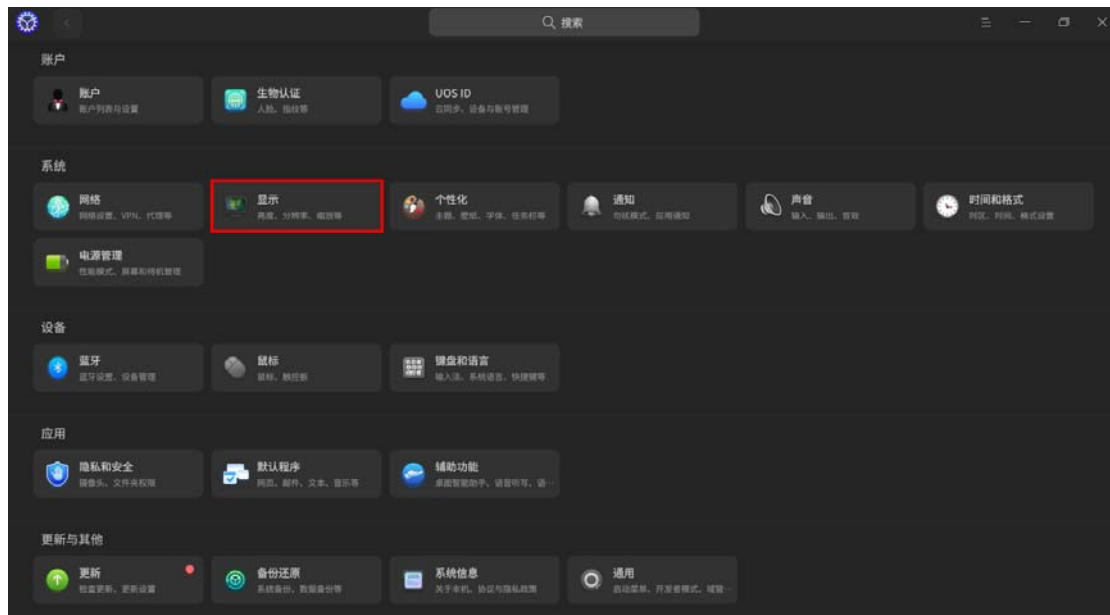 搜索
账户
账户
账户列表与设置
生物认证
人脸、指纹等
UOS ID
云同步、设备与账号管理
系统
网络
网络设置、VPN、代理等
显示
亮度、分辨率、缩放等
个性化
主题、壁纸、字体、任务栏等
通知
勿扰模式、应用通知
声音
输入、输出、音效
时间和格式
时区、时间、格式设置
电源管理
性能模式、屏幕和待机管理
设备
蓝牙
蓝牙设置、设备管理
鼠标
鼠标、触控板
键盘和语言
输入法、系统语言、快捷键等
应用
隐私和安全
摄像头、文件夹权限
默认程序
网页、邮件、文本、音乐等
辅助功能
桌面智能助手、语音听写、语…
更新与其他
更新
检查更新、更新设置
备份还原
系统备份、数据备份等
系统信息
关于本机、协议与隐私政策
通用
启动菜单、开发者模式、域管…